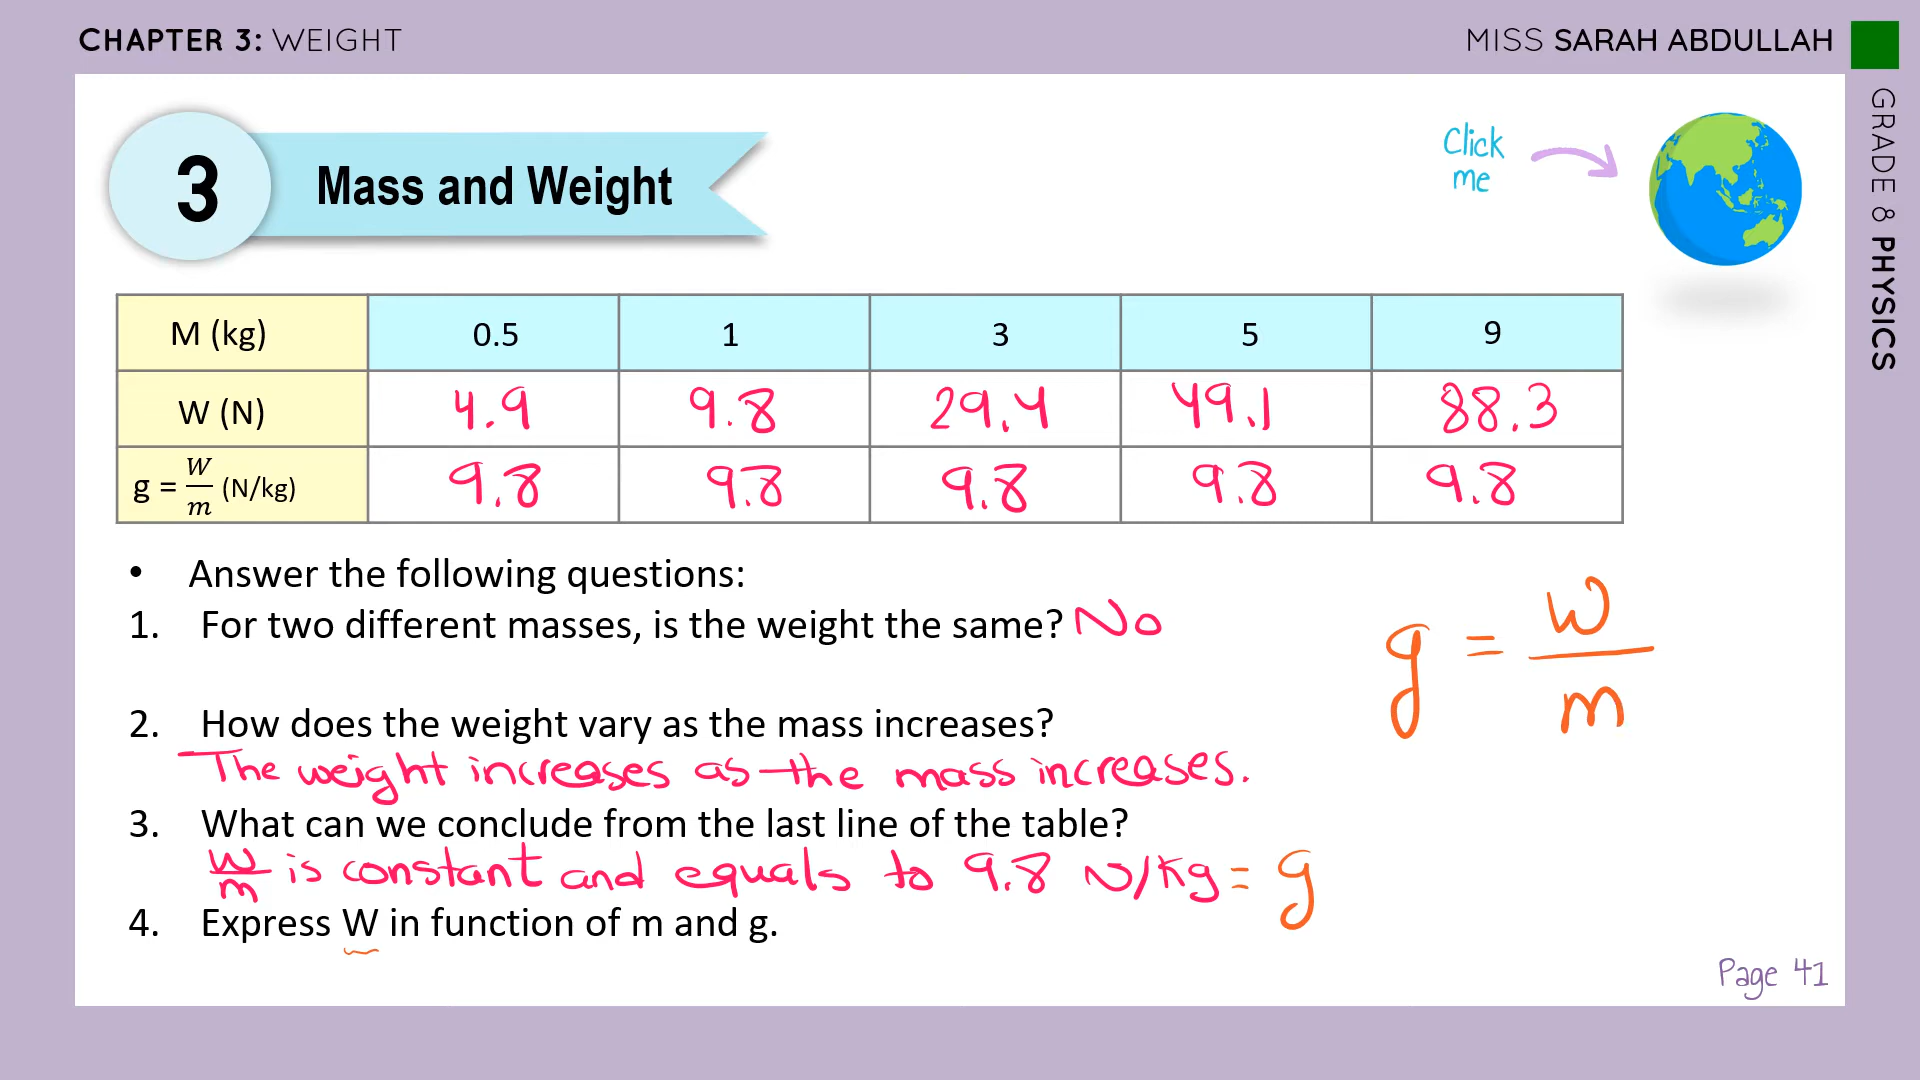 CHAPTER 3: WEIGHT
MISS SARAH ABDULLAH
GRADE 8 PHYSICS
3 Mass and Weight
Click
me
M (kg) 0.5 1 3 5 9
W (N) 4.9 9.8 29.4 49.1 88.3
g = W/m (N/kg) 9.8 9.8 9.8 9.8 9.8
• Answer the following questions:
1. For two different masses, is the weight the same? No
g = w/m
2. How does the weight vary as the mass increases?
The weight increases as the mass increases.
3. What can we conclude from the last line of the table?
w/m is constant and equals to 9.8 N/kg = g
4. Express W in function of m and g.
Page 41